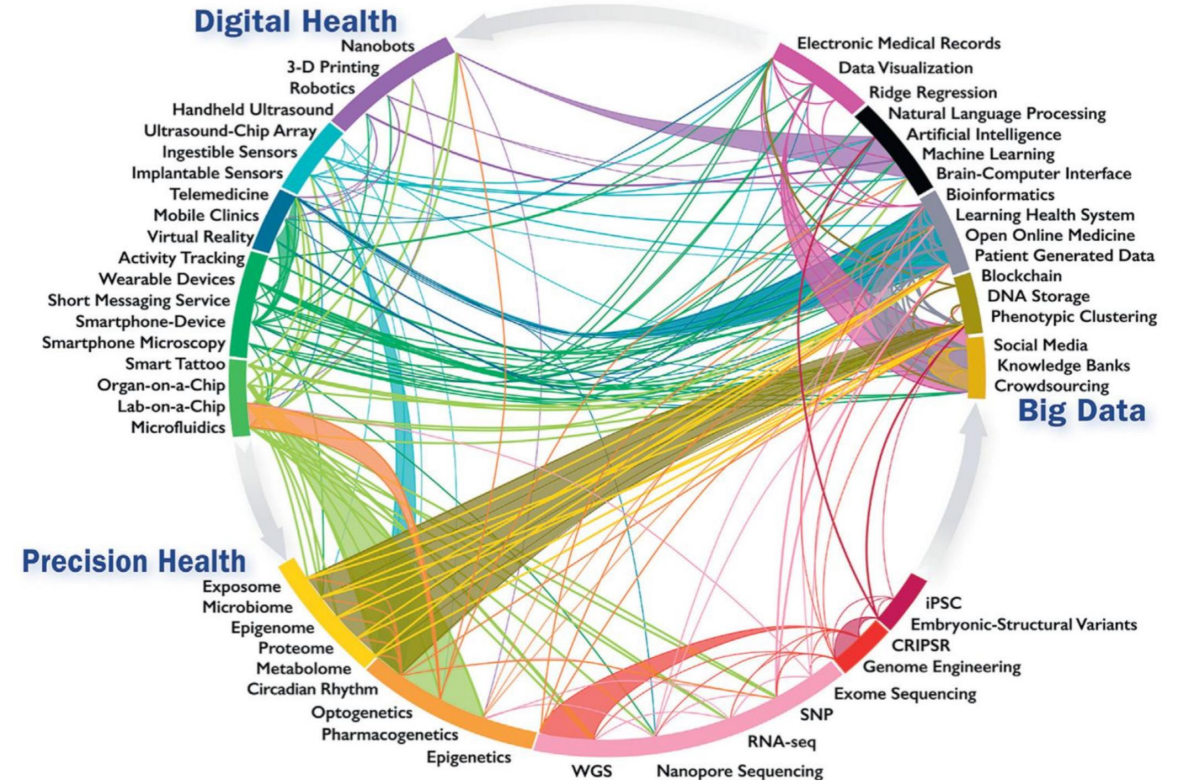 Digital Health
Nanobots
3-D Printing
Robotics
Handheld Ultrasound
Ultrasound-Chip Array
Ingestible Sensors
Implantable Sensors
Telemedicine
Mobile Clinics
Virtual Reality
Activity Tracking
Wearable Devices
Short Messaging Service
Smartphone-Device
Smartphone Microscopy
Smart Tattoo
Organ-on-a-Chip
Lab-on-a-Chip
Microfluidics
Electronic Medical Records
Data Visualization
Ridge Regression
Natural Language Processing
Artificial Intelligence
Machine Learning
Brain-Computer Interface
Bioinformatics
Learning Health System
Open Online Medicine
Patient Generated Data
Blockchain
DNA Storage
Phenotypic Clustering
Social Media
Knowledge Banks
Crowdsourcing
Big Data
Precision Health
Exposome
Microbiome
Epigenome
Proteome
Metabolome
Circadian Rhythm
Optogenetics
Pharmacogenetics
Epigenetics
WGS
Nanopore Sequencing
RNA-seq
SNP
Exome Sequencing
Genome Engineering
CRIPSR
Embryonic-Structural Variants
iPSC